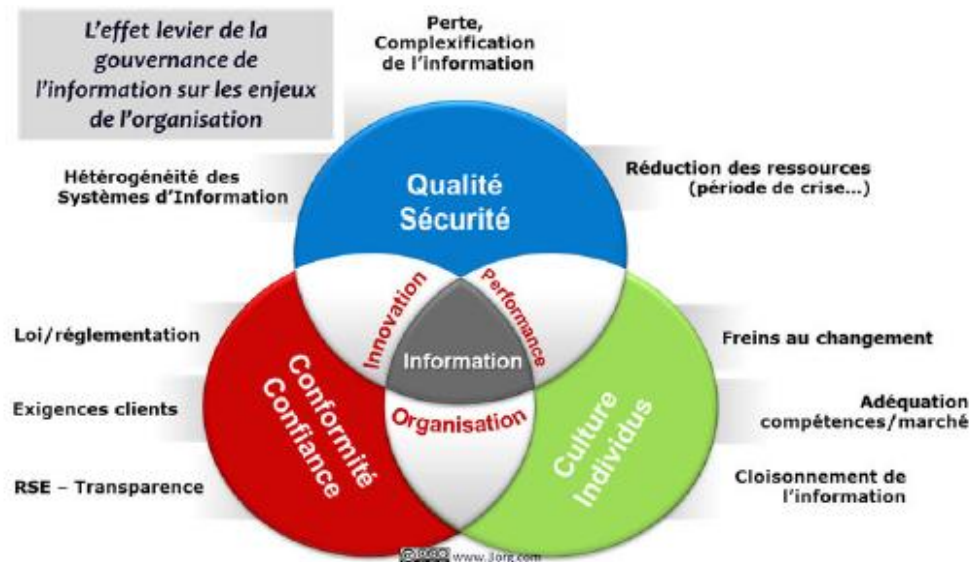 L'effet levier de la
gouvernance de
l'information sur les enjeux
de l'organisation
Perte,
Complexification
de l'information
Hétérogénéité des
Systèmes d'Information
Réduction des ressources
(période de crise...)
Qualité
Sécurité
Innovation
Performance
Information
Organisation
Conformité
Confiance
Culture
Individus
Loi/réglementation
Exigences clients
RSE – Transparence
Freins au changement
Adéquation
compétences/marché
Cloisonnement de
l'information
www.3org.com